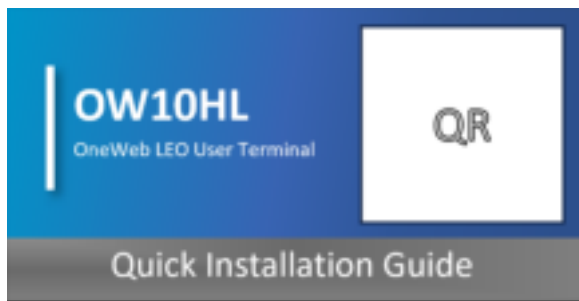 OW10HL
OneWeb LEO User Terminal
QR
Quick Installation Guide